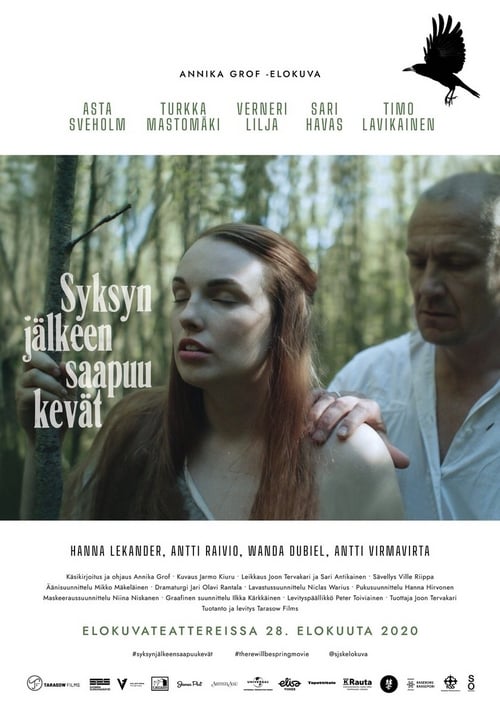 ANNIKA GROF -ELOKUVA
ASTA SVEHOLM
TURKKA MASTOMÄKI
VERNERI LILJA
SARI HAVAS
TIMO LAVIKAINEN
Syksyn
jälkeen
saapuu
kevät
HANNA LEKANDER, ANTTI RAIVIO, WANDA DUBIEL, ANTTI VIRMAVIRTA
Käsikirjoitus ja ohjaus Annika Grof · Kuvaus Jarmo Kiuru · Leikkaus Joon Tervakari ja Sari Antikainen · Sävellys Ville Riippa
Äänisuunnittelu Mikko Mäkeläinen · Dramaturgi Jari Olavi Rantala · Lavastussuunnittelu Niclas Warius · Pukusuunnittelu Hanna Hirvonen
Maskeeraussuunnittelu Niina Niskanen · Graafinen suunnittelu Ilkka Kärkkäinen · Levityspäällikö Peter Toiviainen · Tuottaja Joon Tervakari
Tuotanto ja levitys Tarasow Films
ELOKUVATEATTEREISSA 28. ELOKUUTA 2020
#syksynjälkeensaapuukevät #therewillbespringmovie @sjskelokuva
TARASOW FILMS
UNIVERSAL
elisa
K Rauta